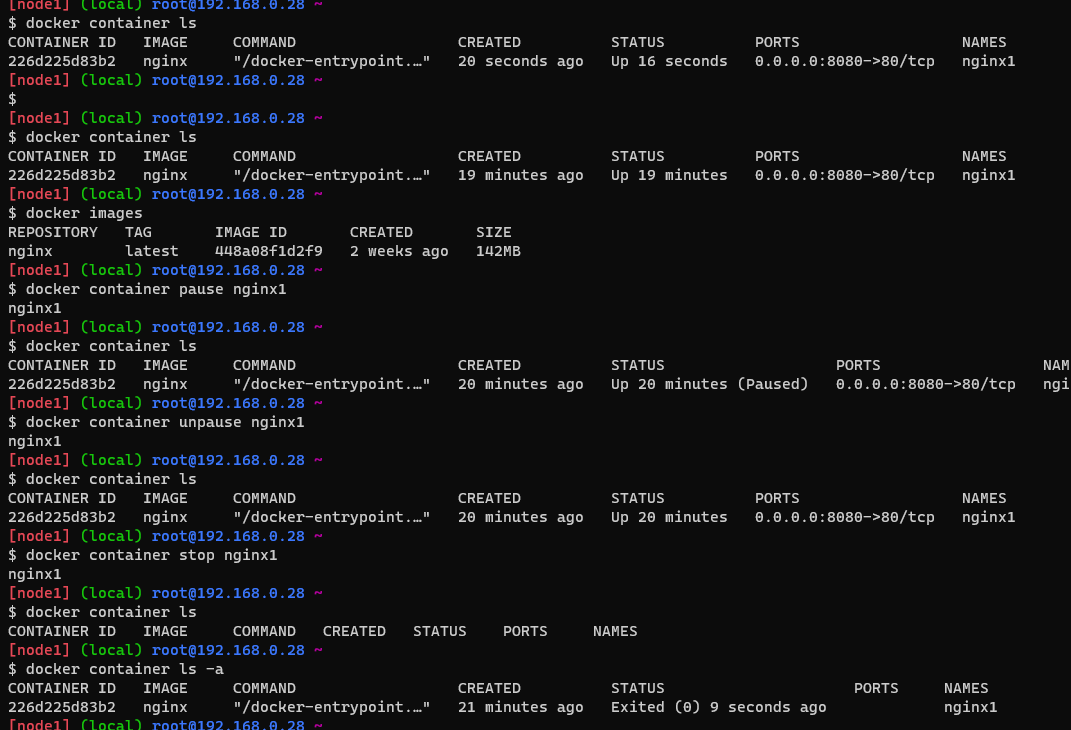 [node1] (local) root@192.168.0.28 ~
$ docker container ls
CONTAINER ID   IMAGE     COMMAND                  CREATED          STATUS          PORTS                  NAMES
226d225d83b2   nginx     "/docker-entrypoint.…"   20 seconds ago   Up 16 seconds   0.0.0.0:8080->80/tcp   nginx1
[node1] (local) root@192.168.0.28 ~
$
[node1] (local) root@192.168.0.28 ~
$ docker container ls
CONTAINER ID   IMAGE     COMMAND                  CREATED          STATUS          PORTS                  NAMES
226d225d83b2   nginx     "/docker-entrypoint.…"   19 minutes ago   Up 19 minutes   0.0.0.0:8080->80/tcp   nginx1
[node1] (local) root@192.168.0.28 ~
$ docker images
REPOSITORY   TAG       IMAGE ID       CREATED       SIZE
nginx        latest    448a08f1d2f9   2 weeks ago   142MB
[node1] (local) root@192.168.0.28 ~
$ docker container pause nginx1
nginx1
[node1] (local) root@192.168.0.28 ~
$ docker container ls
CONTAINER ID   IMAGE     COMMAND                  CREATED          STATUS                   PORTS                  NAM
226d225d83b2   nginx     "/docker-entrypoint.…"   20 minutes ago   Up 20 minutes (Paused)   0.0.0.0:8080->80/tcp   ngi
[node1] (local) root@192.168.0.28 ~
$ docker container unpause nginx1
nginx1
[node1] (local) root@192.168.0.28 ~
$ docker container ls
CONTAINER ID   IMAGE     COMMAND                  CREATED          STATUS          PORTS                  NAMES
226d225d83b2   nginx     "/docker-entrypoint.…"   20 minutes ago   Up 20 minutes   0.0.0.0:8080->80/tcp   nginx1
[node1] (local) root@192.168.0.28 ~
$ docker container stop nginx1
nginx1
[node1] (local) root@192.168.0.28 ~
$ docker container ls
CONTAINER ID   IMAGE     COMMAND   CREATED   STATUS    PORTS     NAMES
[node1] (local) root@192.168.0.28 ~
$ docker container ls -a
CONTAINER ID   IMAGE     COMMAND                  CREATED          STATUS                     PORTS     NAMES
226d225d83b2   nginx     "/docker-entrypoint.…"   21 minutes ago   Exited (0) 9 seconds ago             nginx1
[node1] (local) root@192.168.0.28 ~